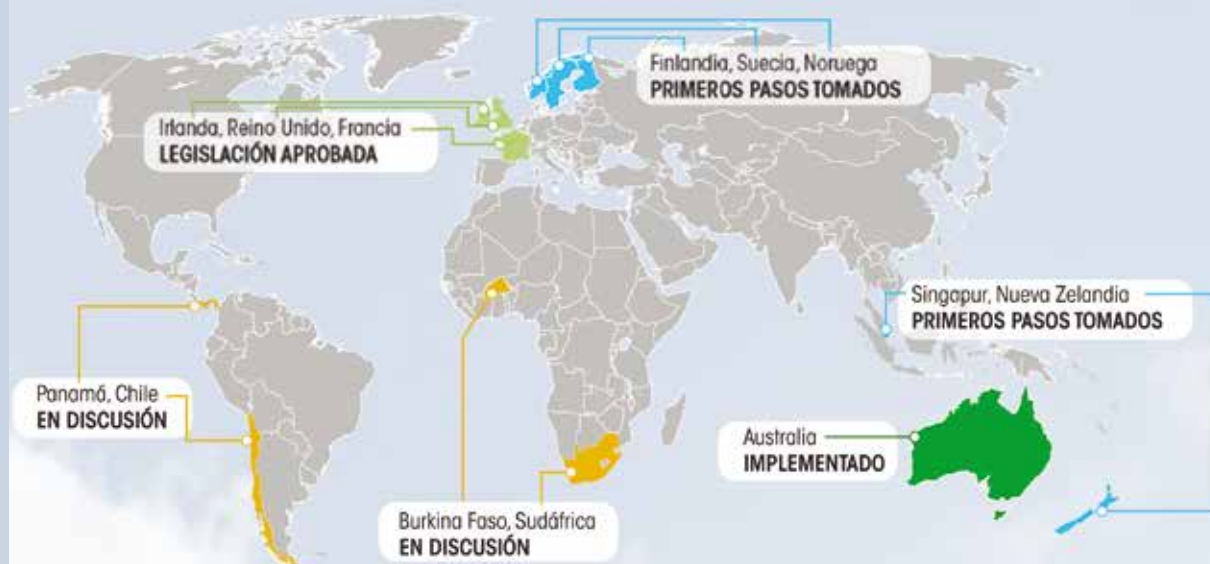 Finlandia, Suecia, Noruega
PRIMEROS PASOS TOMADOS
Irlanda, Reino Unido, Francia
LEGISLACIÓN APROBADA
Singapur, Nueva Zelandia
PRIMEROS PASOS TOMADOS
Panamá, Chile
EN DISCUSIÓN
Australia
IMPLEMENTADO
Burkina Faso, Sudáfrica
EN DISCUSIÓN